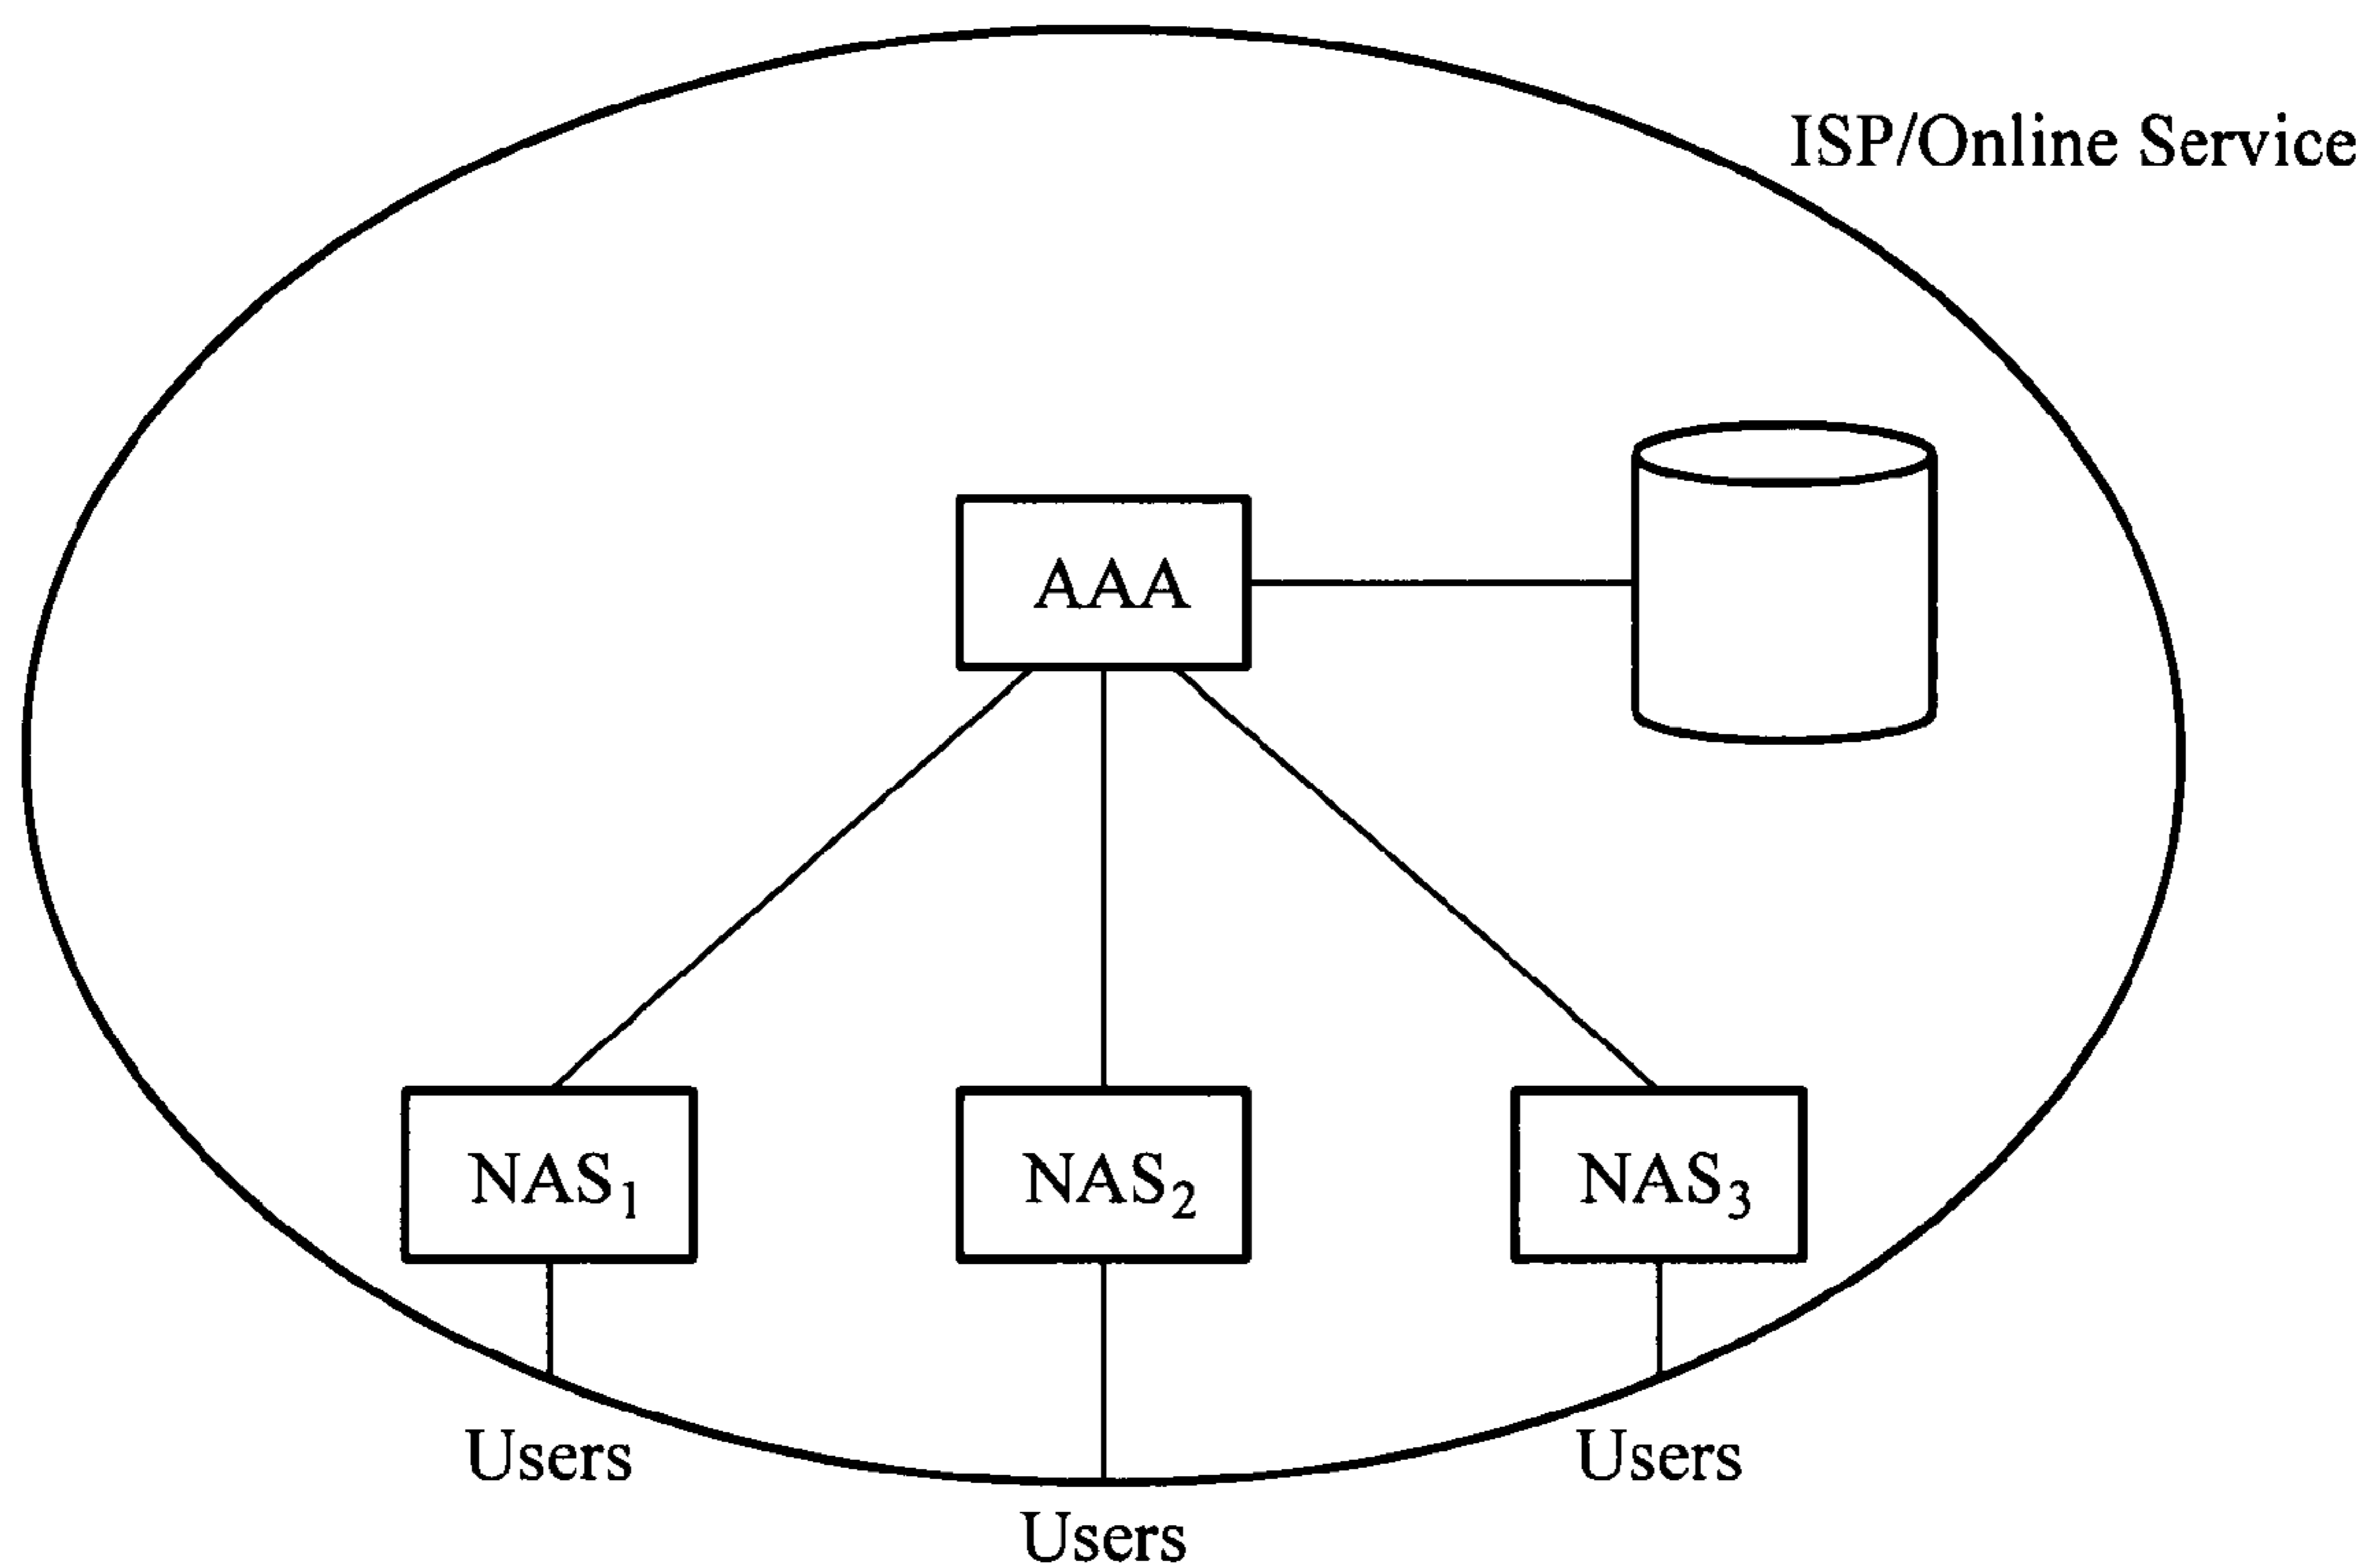 ISP/Online Service
AAA
NAS₁
NAS₂
NAS₃
Users
Users
Users